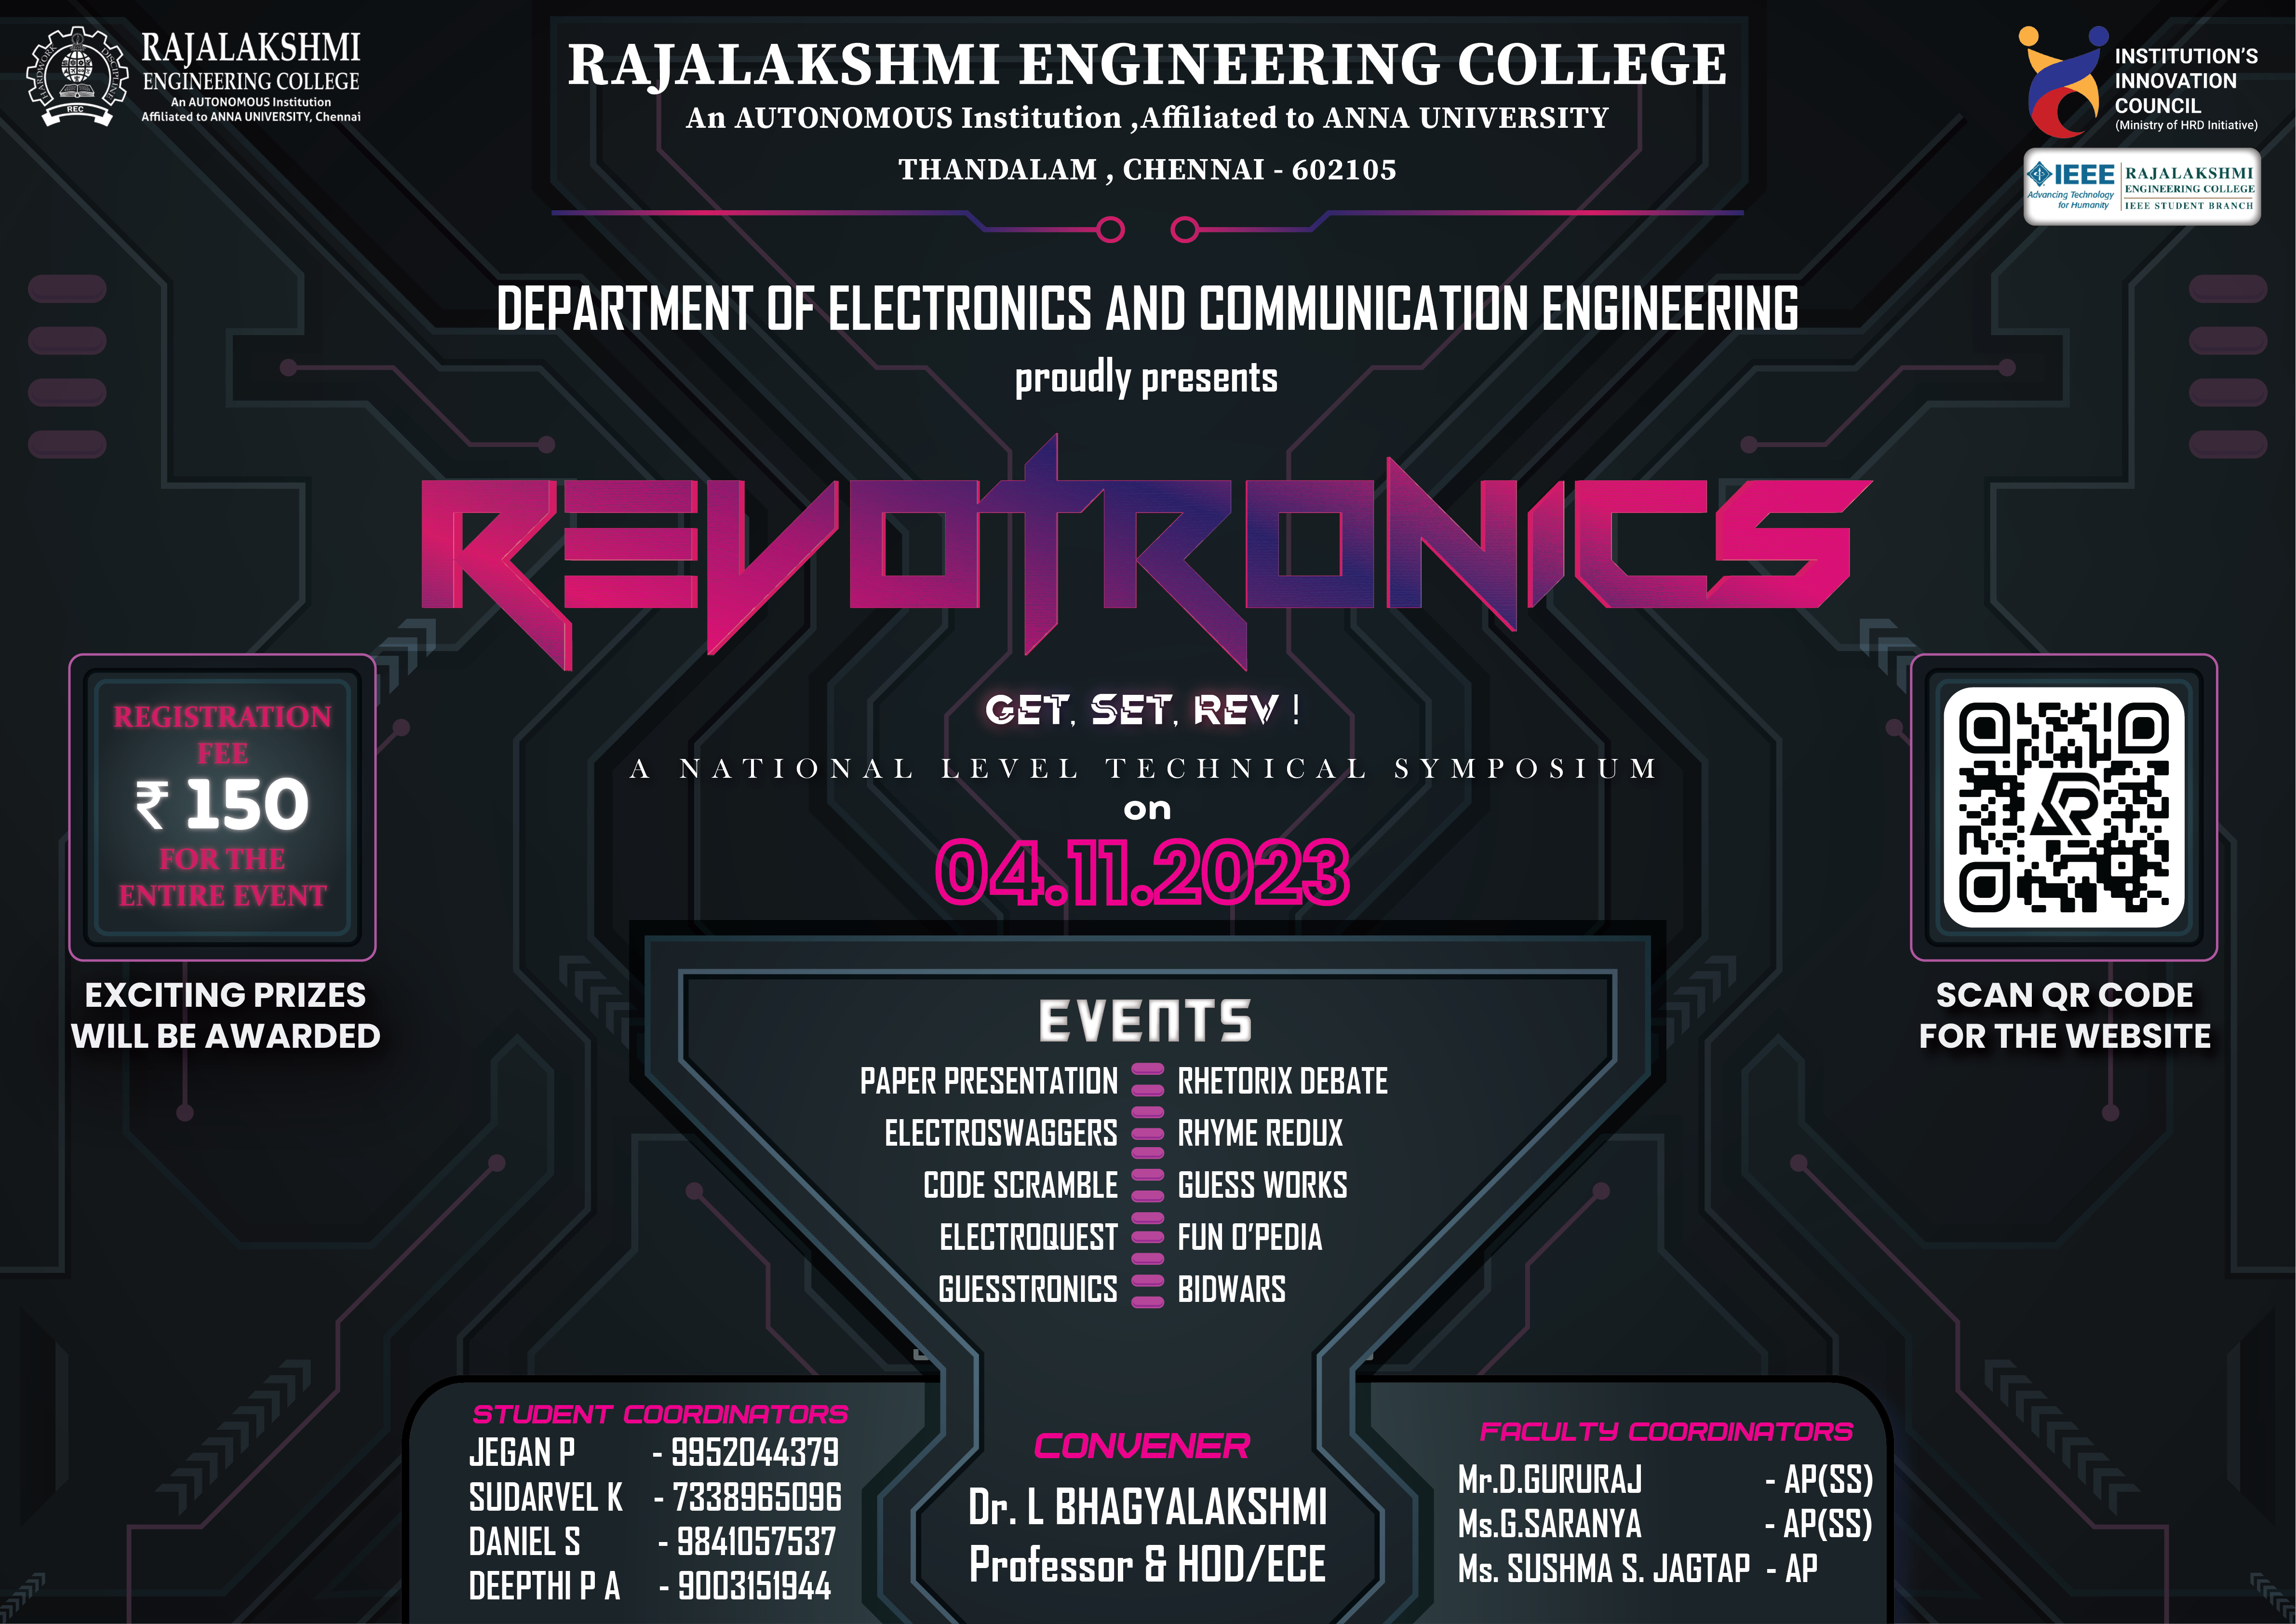 RAJALAKSHMI
ENGINEERING COLLEGE
An AUTONOMOUS Institution
Affiliated to ANNA UNIVERSITY, Chennai
HARDWORK
DISCIPLINE
REC
RAJALAKSHMI ENGINEERING COLLEGE
An AUTONOMOUS Institution ,Affiliated to ANNA UNIVERSITY
THANDALAM , CHENNAI - 602105
INSTITUTION'S
INNOVATION
COUNCIL
(Ministry of HRD Initiative)
IEEE
Advancing Technology
for Humanity
RAJALAKSHMI
ENGINEERING COLLEGE
IEEE STUDENT BRANCH
DEPARTMENT OF ELECTRONICS AND COMMUNICATION ENGINEERING
proudly presents
REVOTRONICS
GET, SET, REV !
A NATIONAL LEVEL TECHNICAL SYMPOSIUM
on
04.11.2023
REGISTRATION
FEE
₹ 150
FOR THE
ENTIRE EVENT
EXCITING PRIZES
WILL BE AWARDED
SCAN QR CODE
FOR THE WEBSITE
EVENTS
PAPER PRESENTATION
ELECTROSWAGGERS
CODE SCRAMBLE
ELECTROQUEST
GUESSTRONICS
RHETORIX DEBATE
RHYME REDUX
GUESS WORKS
FUN O'PEDIA
BIDWARS
STUDENT COORDINATORS
JEGAN P - 9952044379
SUDARVEL K - 7338965096
DANIEL S - 9841057537
DEEPTHI P A - 9003151944
CONVENER
Dr. L BHAGYALAKSHMI
Professor & HOD/ECE
FACULTY COORDINATORS
Mr.D.GURURAJ - AP(SS)
Ms.G.SARANYA - AP(SS)
Ms. SUSHMA S. JAGTAP - AP